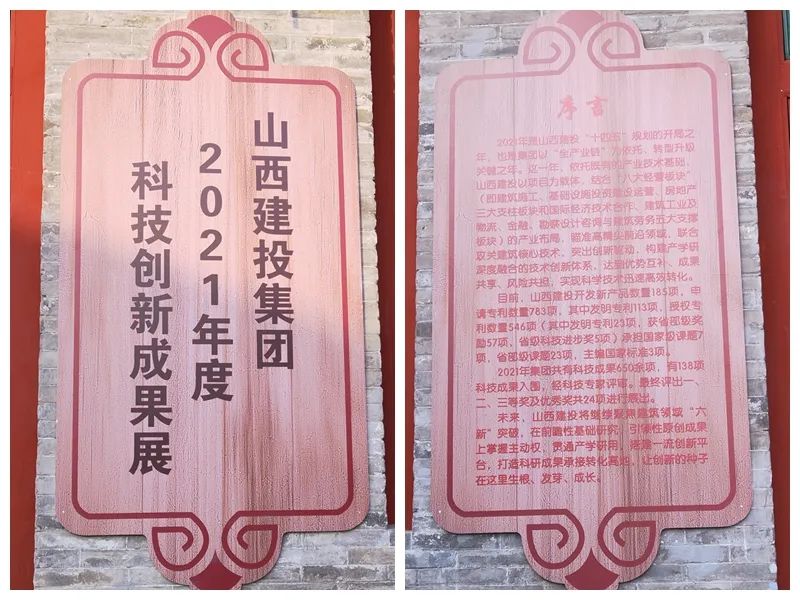 山西建投集团
2021年度
科技创新成果展
序言
2021年是山西建投“十四五”规划的开局之
年，也是集团以“全产业链”为依托、转型升级
关键之年。这一年，依托既有的产业技术基础，
山西建投以项目为载体，结合“八大经营板块”
（即建筑施工、基础设施投资建设运营、房地产
三大支柱板块和国际经济技术合作、建筑工业及
物流、金融、勘察设计咨询与建筑劳务五大支撑
板块）的产业布局，瞄准高精尖前沿领域，联合
攻关建筑核心技术，突出创新驱动，构建产学研
深度融合的技术创新体系，达到优势互补、成果
共享、风险共担，实现科学技术迅速高效转化。
目前，山西建投开发新产品数量185项，申
请专利数量783项，其中发明专利113项，授权专
利数量546项（其中发明专利23项，获省部级奖
励57项，省级科技进步奖5项）承担国家级课题7
项，省部级课题23项，主编国家标准3项。
2021年集团共有科技成果650余项，有138项
科技成果入围，经科技专家评审。最终评出一、
二、三等奖及优秀奖共24项进行展出。
未来，山西建投将继续聚焦建筑领域“六
新”突破，在前瞻性基础研究、引领性原创成果
上掌握主动权，贯通产学研用，搭建一流创新平
台，打造科研成果承接转化高地，让创新的种子
在这里生根、发芽、成长。